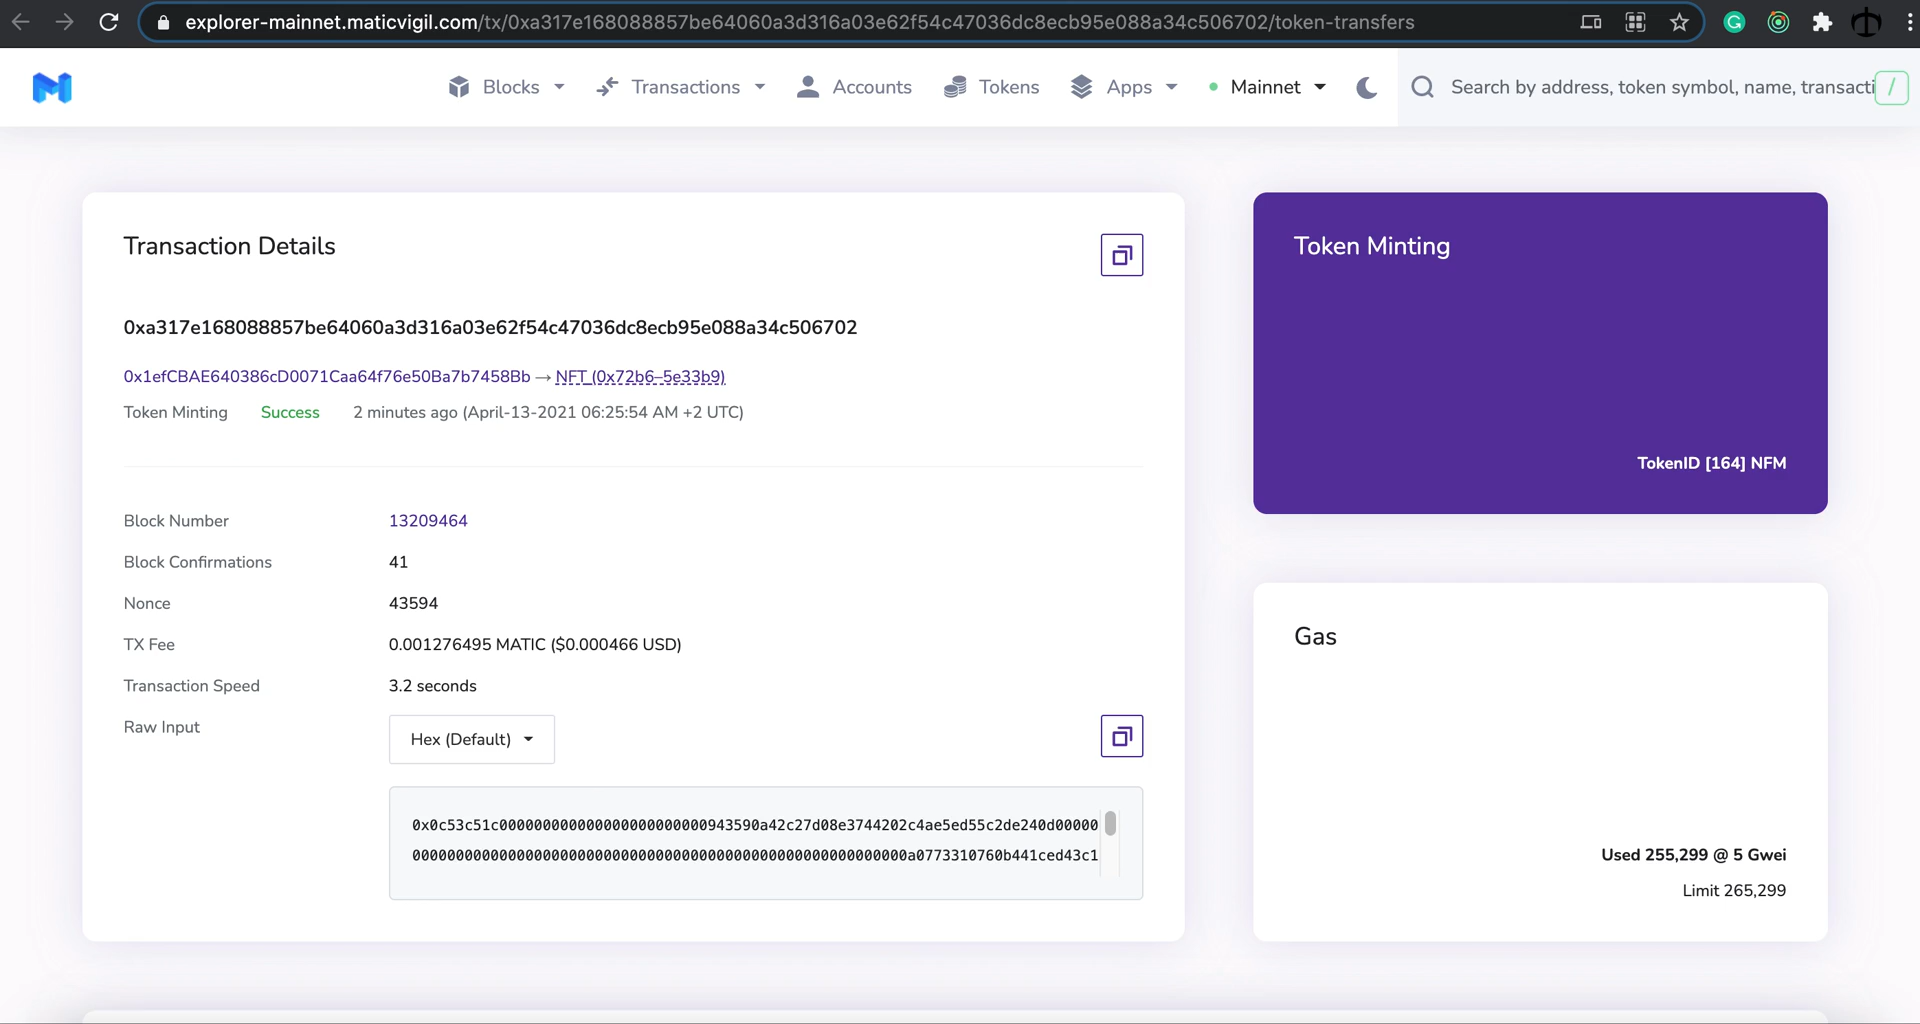 explorer-mainnet.maticvigil.com/tx/0xa317e168088857be64060a3d316a03e62f54c47036dc8ecb95e088a34c506702/token-transfers
Blocks Transactions Accounts Tokens Apps Mainnet Search by address, token symbol, name, transacti /
Transaction Details
0xa317e168088857be64060a3d316a03e62f54c47036dc8ecb95e088a34c506702
0x1efCBAE640386cD0071Caa64f76e50Ba7b7458Bb → NFT (0x72b6–5e33b9)
Token Minting Success 2 minutes ago (April-13-2021 06:25:54 AM +2 UTC)
Block Number 13209464
Block Confirmations 41
Nonce 43594
TX Fee 0.001276495 MATIC ($0.000466 USD)
Transaction Speed 3.2 seconds
Raw Input Hex (Default)
0x0c53c51c000000000000000000000000943590a42c27d08e3744202c4ae5ed55c2de240d00000
000000000000000000000000000000000000000000000000000000000a0773310760b441ced43c1
Token Minting
TokenID [164] NFM
Gas
Used 255,299 @ 5 Gwei
Limit 265,299